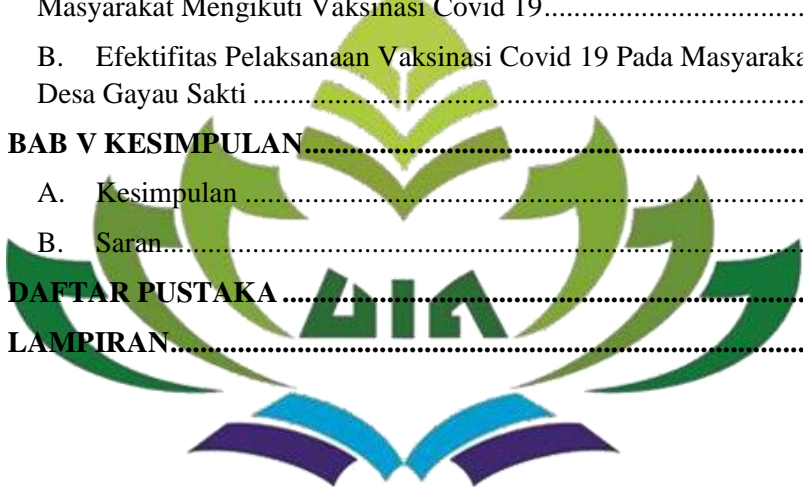 Masyarakat Mengikuti Vaksinasi Covid 19....................................
B. Efektifitas Pelaksanaan Vaksinasi Covid 19 Pada
Desa Gayau Sakti ......................................................................
BAB V KESIMPULAN................................................................
A. Kesimpulan ........................................................................
B. Saran..................................................................................
DAFTAR PUSTAKA ..................................................................
LAMPIRAN................................................................................